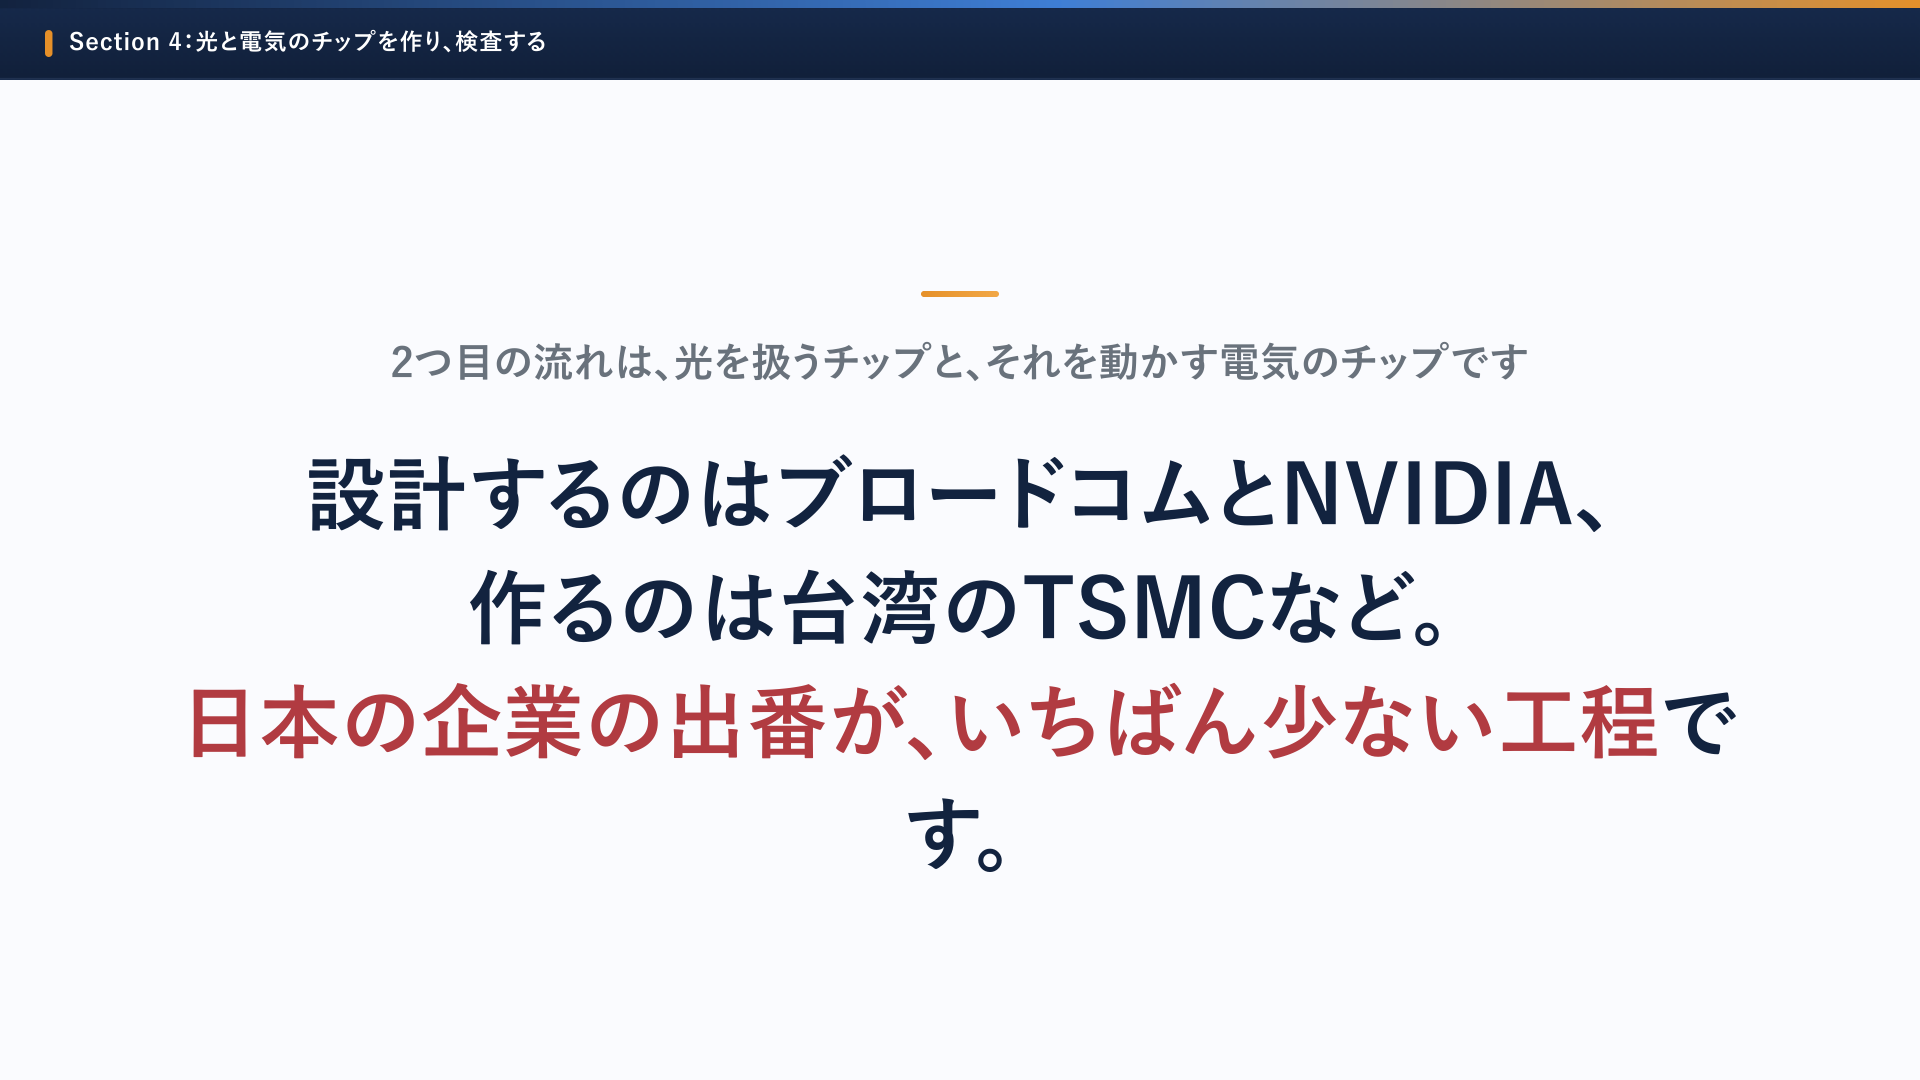 Section 4：光と電気のチップを作り、検査する
2つ目の流れは、光を扱うチップと、それを動かす電気のチップです
設計するのはブロードコムとNVIDIA、
作るのは台湾のTSMCなど。
日本の企業の出番が、いちばん少ない工程で
す。